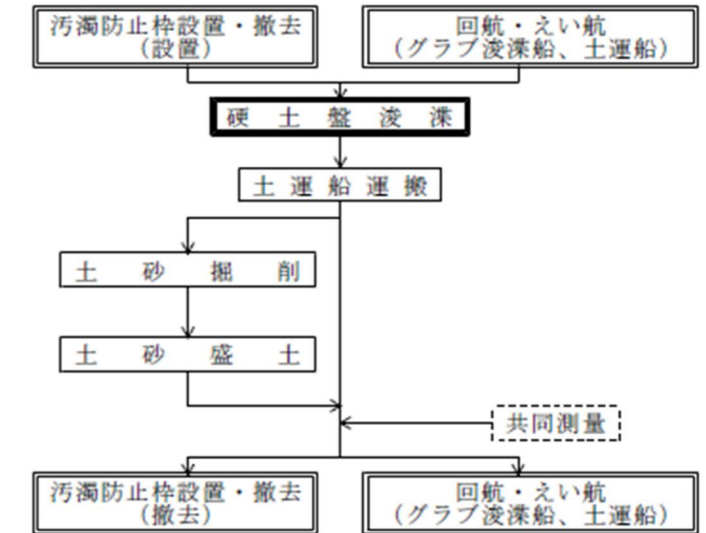 汚濁防止枠設置・撤去
（設置）
回航・えい航
（グラブ浚渫船、土運船）
硬土盤浚渫
土運船運搬
土砂掘削
土砂盛土
共同測量
汚濁防止枠設置・撤去
（撤去）
回航・えい航
（グラブ浚渫船、土運船）